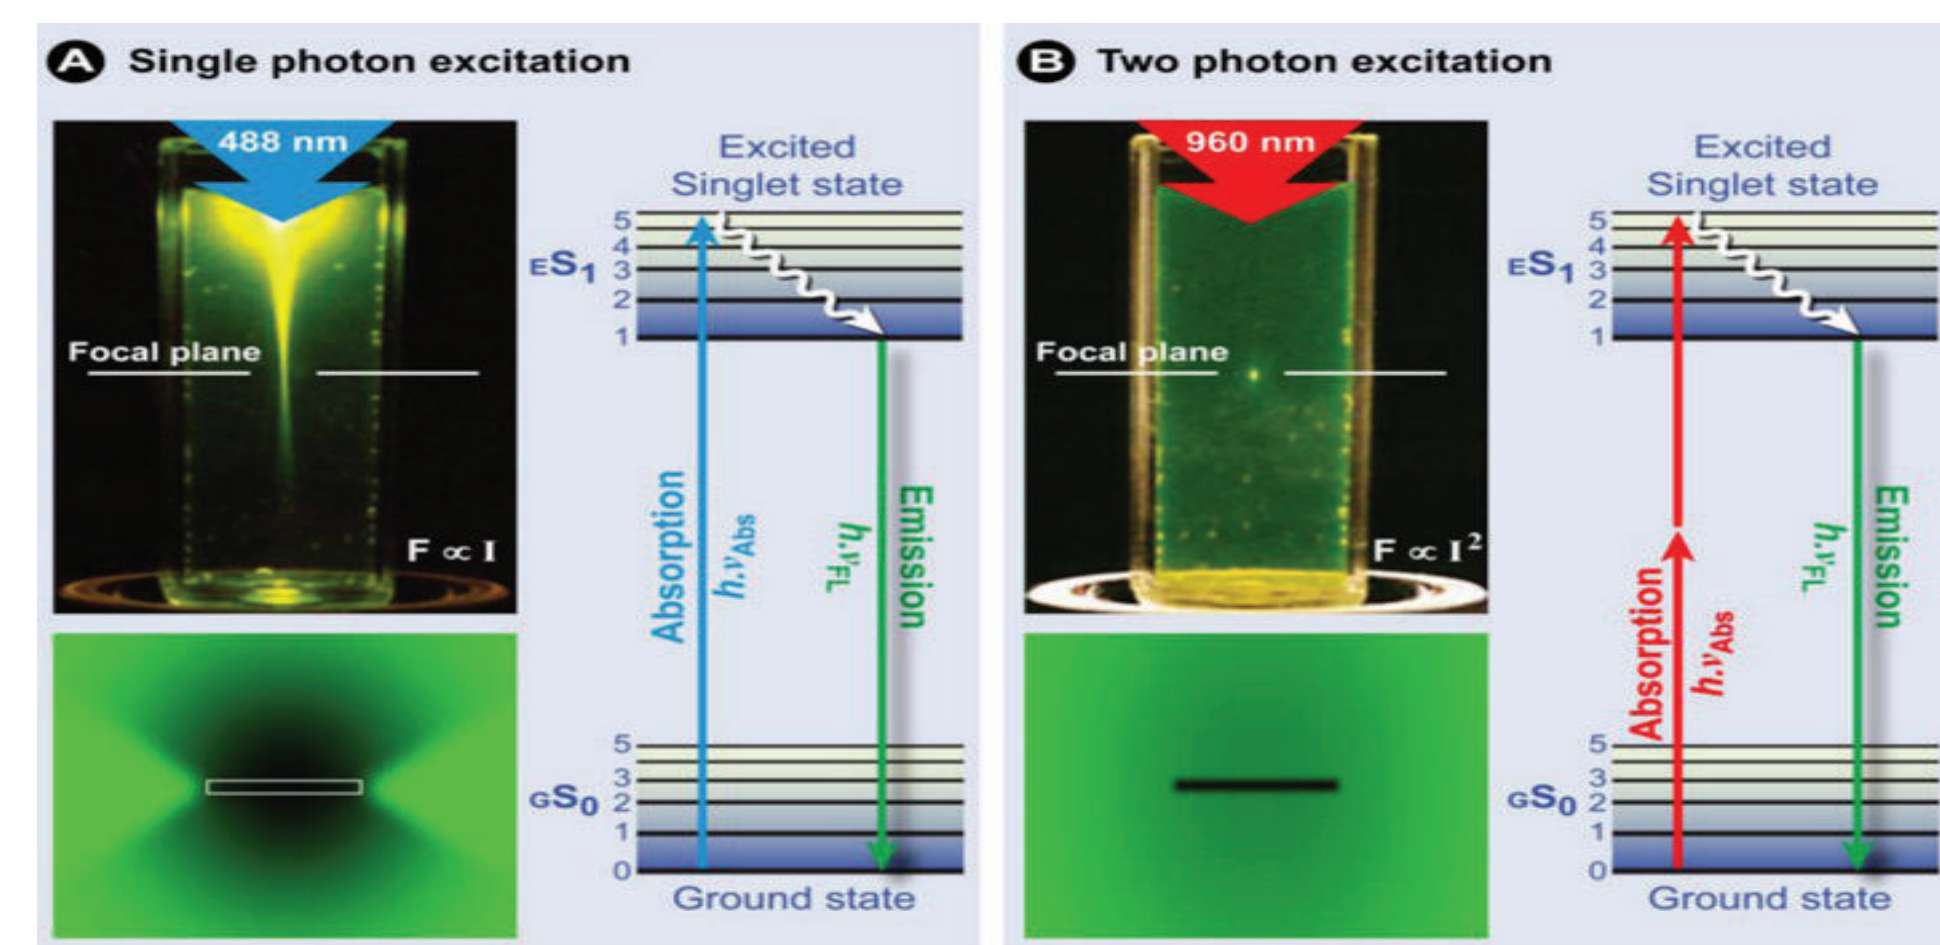 A Single photon excitation
488 nm
Focal plane
F ∝ I
Excited
Singlet state
5
4
3
2
1
ES1
Absorption
h.νAbs
Emission
h.νFL
5
3
2
1
0
GS0
Ground state
B Two photon excitation
960 nm
Focal plane
F ∝ I²
Excited
Singlet state
5
4
3
2
1
ES1
Absorption
h.νAbs
Emission
h.νFL
5
3
2
1
0
GS0
Ground state